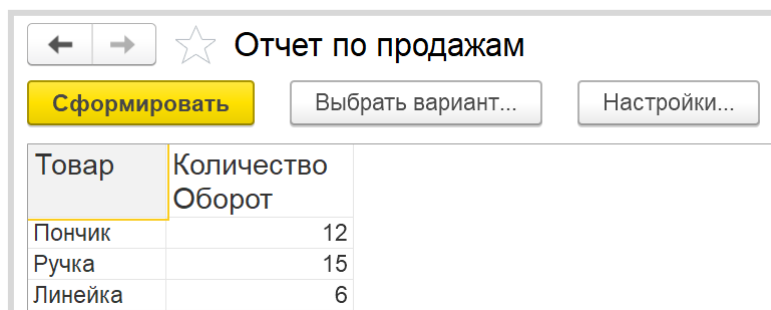 Отчет по продажам
Сформировать Выбрать вариант... Настройки...
Товар Количество
Оборот
Пончик 12
Ручка 15
Линейка 6